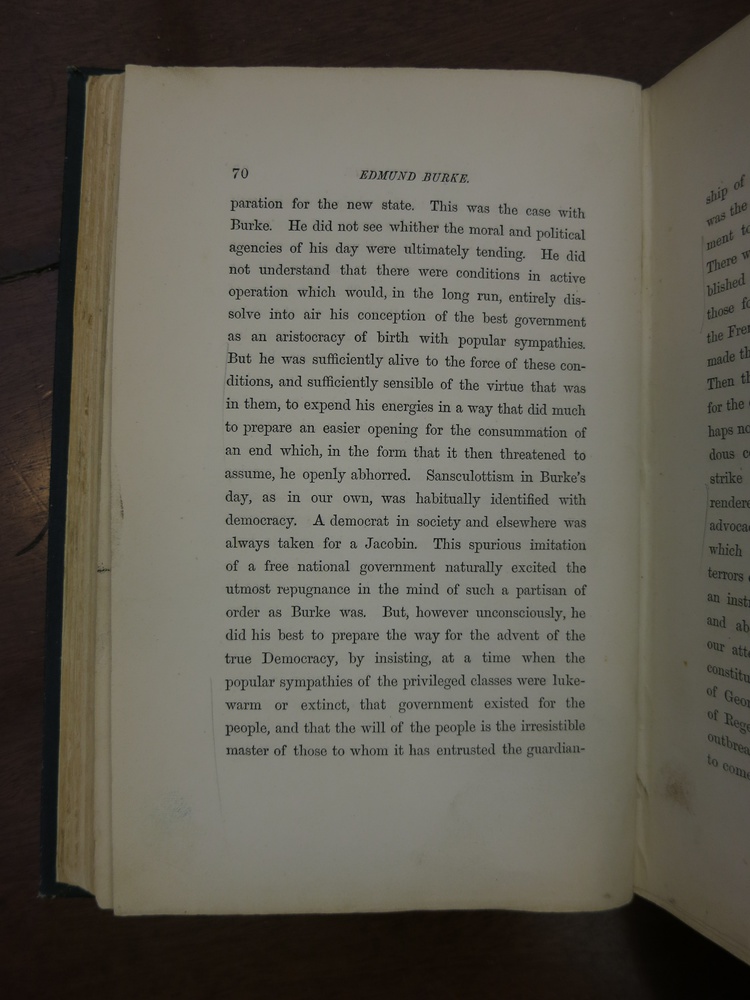 70 EDMUND BURKE.
paration for the new state. This was the case with
Burke. He did not see whither the moral and political
agencies of his day were ultimately tending. He did
not understand that there were conditions in active
operation which would, in the long run, entirely dis-
solve into air his conception of the best government
as an aristocracy of birth with popular sympathies.
But he was sufficiently alive to the force of these con-
ditions, and sufficiently sensible of the virtue that was
in them, to expend his energies in a way that did much
to prepare an easier opening for the consummation of
an end which, in the form that it then threatened to
assume, he openly abhorred. Sansculottism in Burke's
day, as in our own, was habitually identified with
democracy. A democrat in society and elsewhere was
always taken for a Jacobin. This spurious imitation
of a free national government naturally excited the
utmost repugnance in the mind of such a partisan of
order as Burke was. But, however unconsciously, he
did his best to prepare the way for the advent of the
true Democracy, by insisting, at a time when the
popular sympathies of the privileged classes were luke-
warm or extinct, that government existed for the
people, and that the will of the people is the irresistible
master of those to whom it has entrusted the guardian-
ship of
was the
ment to
There w
blished
those fo
the Fren
made th
Then th
for the
haps no
dous c
strike
rendere
advoca
which
terrors
an inst
and ab
our atte
constitu
of Geor
of Rege
outbrea
to come